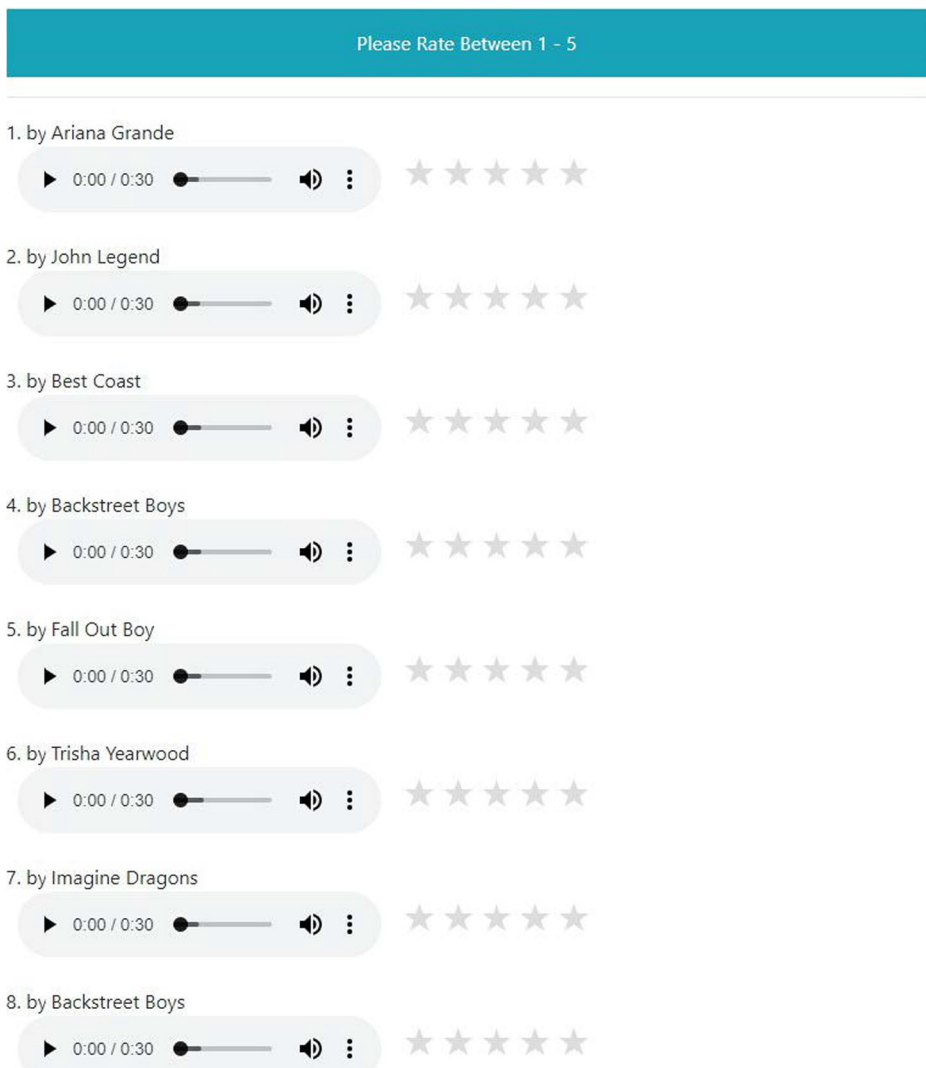 Please Rate Between 1 - 5
1. by Ariana Grande
0:00 / 0:30
2. by John Legend
0:00 / 0:30
3. by Best Coast
0:00 / 0:30
4. by Backstreet Boys
0:00 / 0:30
5. by Fall Out Boy
0:00 / 0:30
6. by Trisha Yearwood
0:00 / 0:30
7. by Imagine Dragons
0:00 / 0:30
8. by Backstreet Boys
0:00 / 0:30